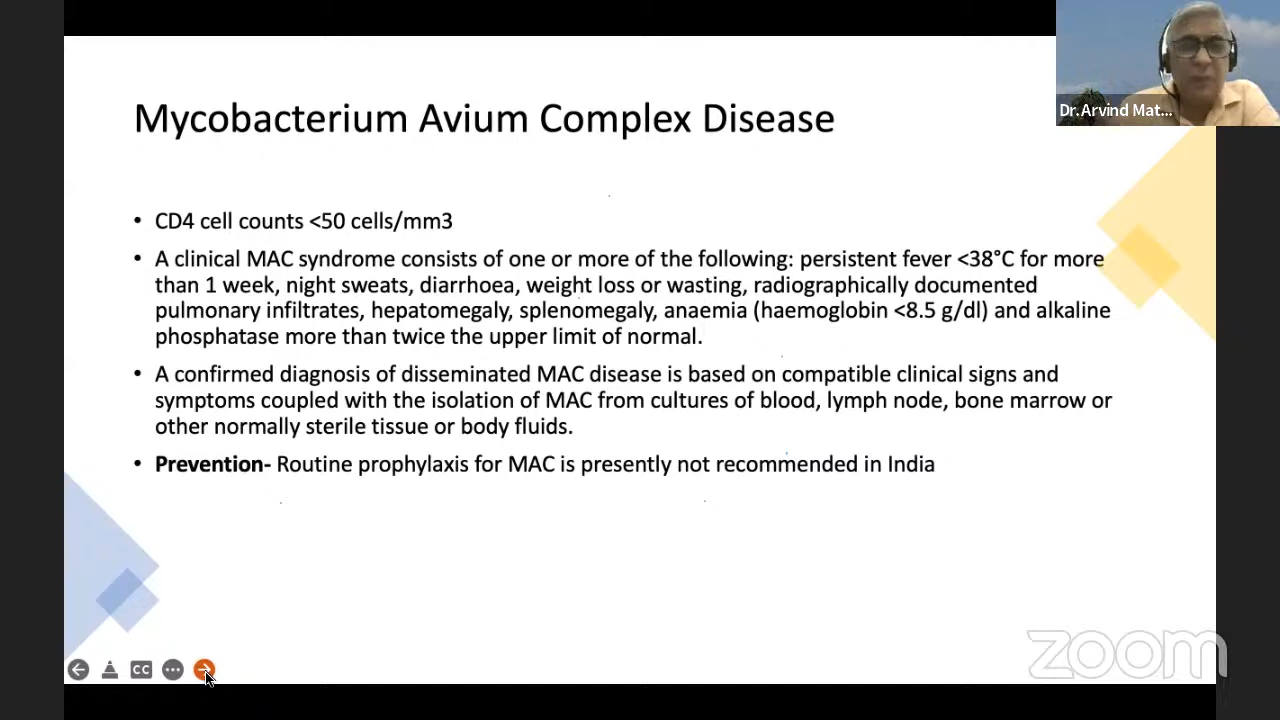 Mycobacterium Avium Complex Disease
Dr. Arvind Mat...
• CD4 cell counts <50 cells/mm3
• A clinical MAC syndrome consists of one or more of the following: persistent fever <38°C for more
than 1 week, night sweats, diarrhoea, weight loss or wasting, radiographically documented
pulmonary infiltrates, hepatomegaly, splenomegaly, anaemia (haemoglobin <8.5 g/dl) and alkaline
phosphatase more than twice the upper limit of normal.
• A confirmed diagnosis of disseminated MAC disease is based on compatible clinical signs and
symptoms coupled with the isolation of MAC from cultures of blood, lymph node, bone marrow or
other normally sterile tissue or body fluids.
• Prevention- Routine prophylaxis for MAC is presently not recommended in India
CC
zoom